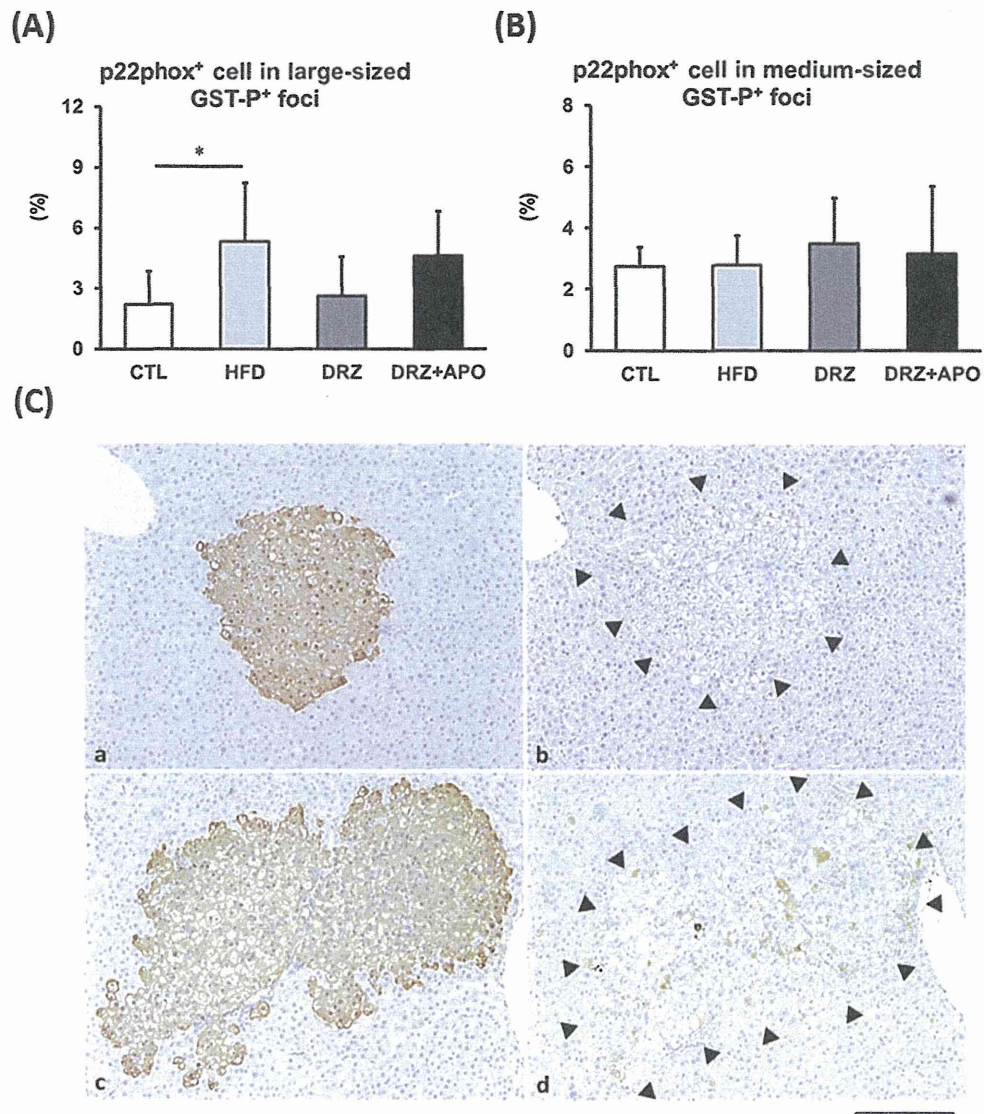 (A)
p22phox⁺ cell in large-sized
GST-P⁺ foci
12
9
6
3
0
(%)
*
CTL HFD DRZ DRZ+APO
(B)
p22phox⁺ cell in medium-sized
GST-P⁺ foci
8
6
4
2
0
(%)
CTL HFD DRZ DRZ+APO
(C)
a
b
c
d